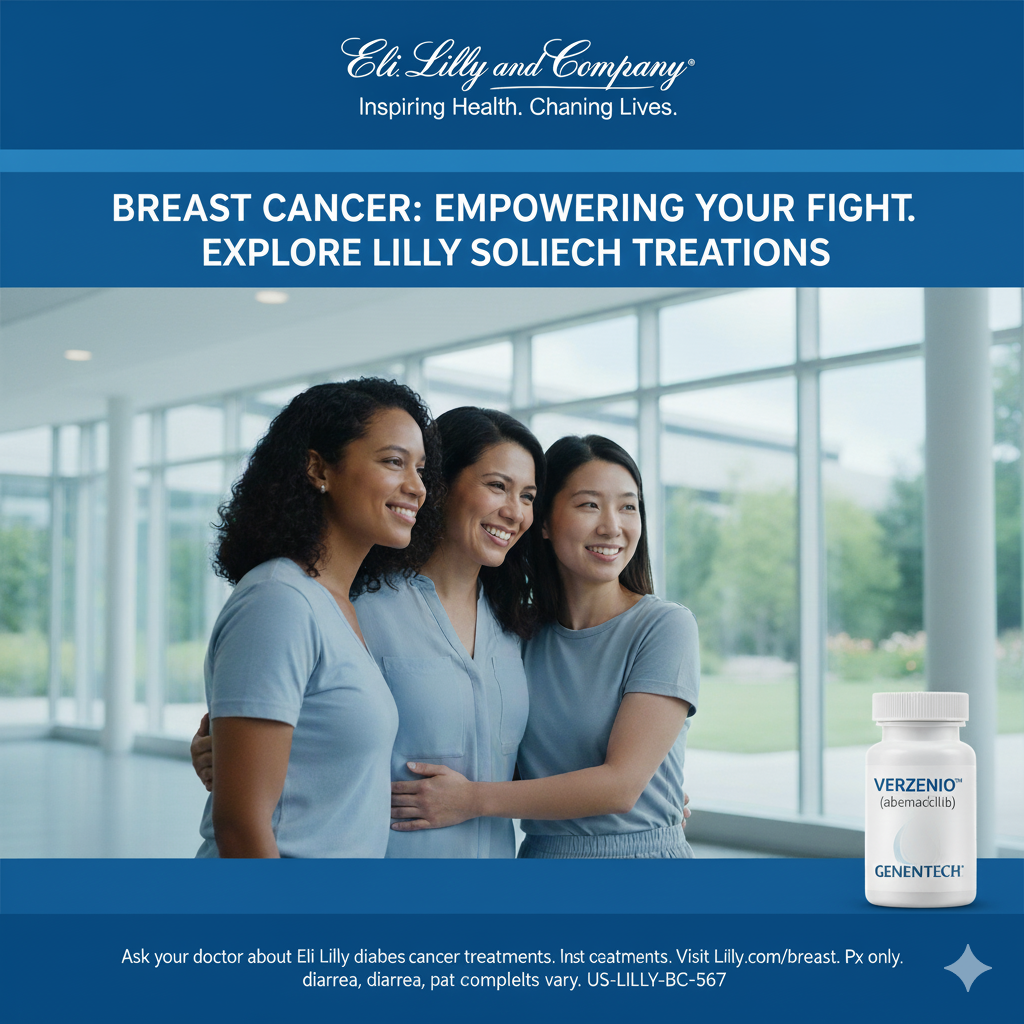 Eli Lilly and Company®
Inspiring Health. Chaning Lives.
BREAST CANCER: EMPOWERING YOUR FIGHT.
EXPLORE LILLY SOLIECH TREATIONS
VERZENIO™
(abemacicllib)
GENENTECH®
Ask your doctor about Eli Lilly diabes cancer treatments. Inst ceatments. Visit Lilly.com/breast. Px only.
diarrea, diarrea, pat complelts vary. US-LILLY-BC-567